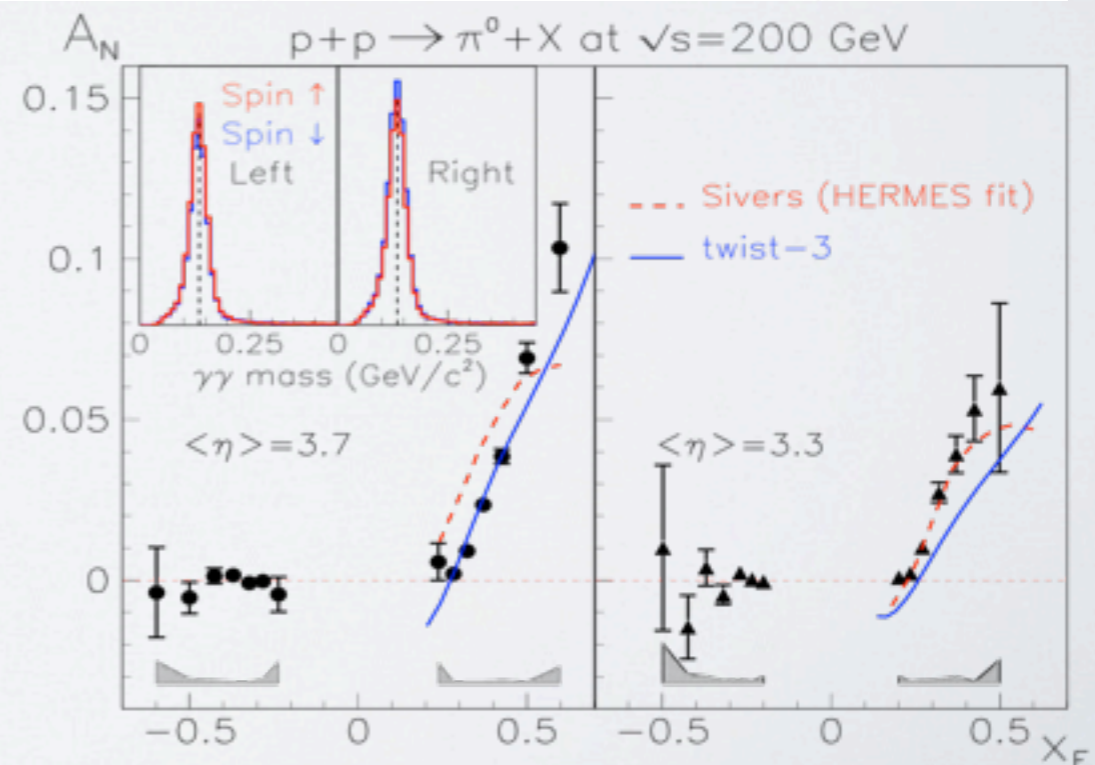 A_N p+p → π⁰+X at √s=200 GeV
0.15
0.1
0.05
0
Spin ↑
Spin ↓
Left
Right
0 0.25 0 0.25
γγ mass (GeV/c²)
Sivers (HERMES fit)
twist-3
<η>=3.7
<η>=3.3
-0.5 0 0.5 -0.5 0 0.5
X_F